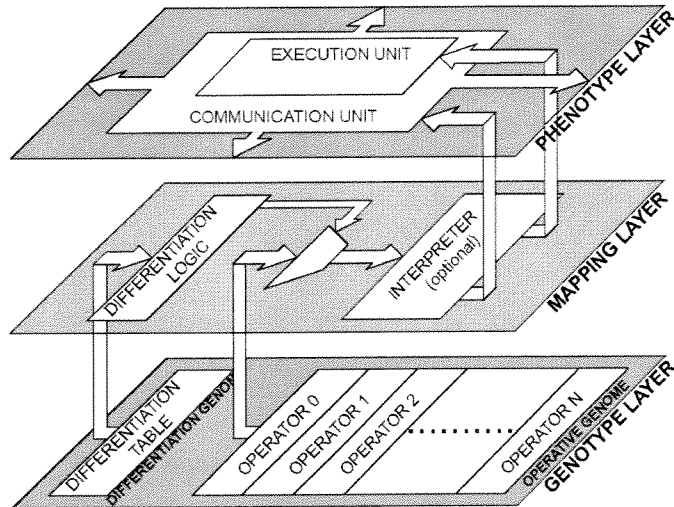 EXECUTION UNIT
COMMUNICATION UNIT
PHENOTYPE LAYER
DIFFERENTIATION
LOGIC
INTERPRETER
(optional)
MAPPING LAYER
DIFFERENTIATION
TABLE
DIFFERENTIATION GENOM
OPERATOR 0
OPERATOR 1
OPERATOR 2
OPERATOR N
OPERATIVE GENOME
GENOTYPE LAYER